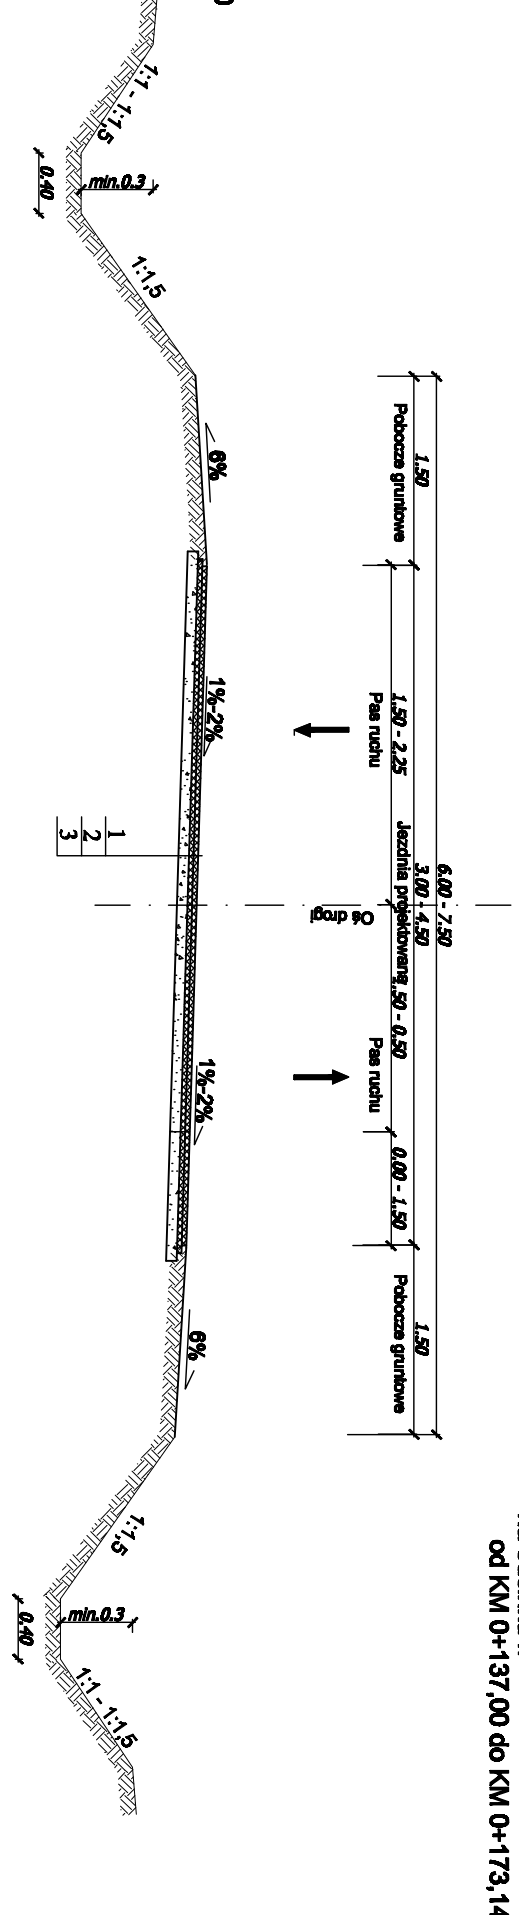 od KM 0+137,00 do KM 0+173,14
6.00 - 7.50
1.50
3.00 - 4.50
1.50
Pobocze gruntowe
Jezdnia projektowana
Pobocze gruntowe
1.50 - 2.25
1.50 - 0.50
0.00 - 1.50
Pas ruchu
Pas ruchu
Oś drogi
6%
1%-2%
1%-2%
6%
1:1 - 1:1,5
min.0.3
1:1,5
0.40
1
2
3
1:1,5
min.0.3
1:1 - 1:1,5
0.40